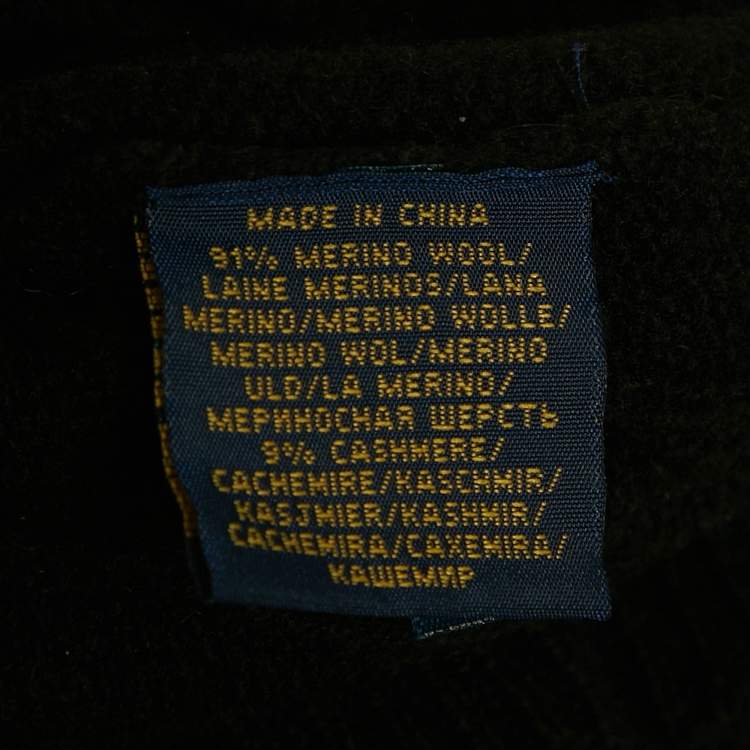 MADE IN CHINA
91% MERINO WOOL/
LAINE MERINOS/LANA
MERINO/MERINO WOLLE/
MERINO WOL/MERINO
ULD/LA MERINO/
МЕРИНОСНАЯ ШЕРСТЬ
9% CASHMERE/
CACHEMIRE/KASCHMIR/
KASJMIER/KASHMIR/
CACHEMIRA/CAXEMIRA/
КАШЕМИР